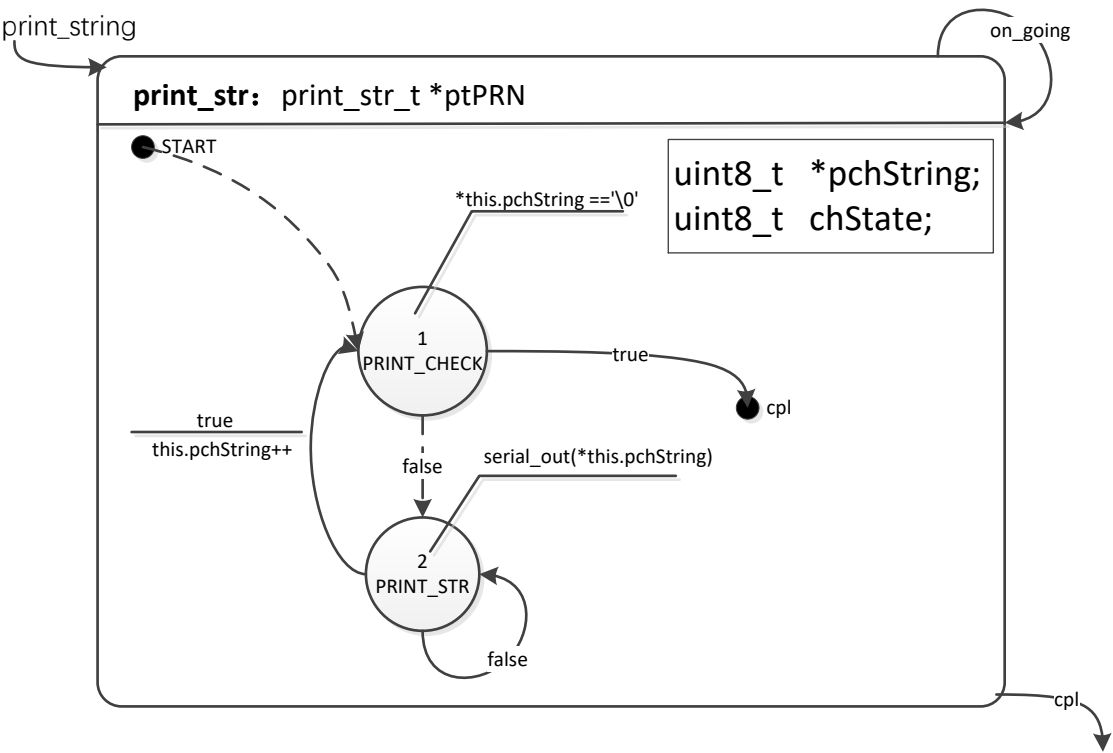 print_string
on_going
print_str：print_str_t *ptPRN
START
uint8_t *pchString;
uint8_t chState;
*this.pchString =='\0'
1
PRINT_CHECK
true
cpl
true
this.pchString++
false
serial_out(*this.pchString)
2
PRINT_STR
false
cpl